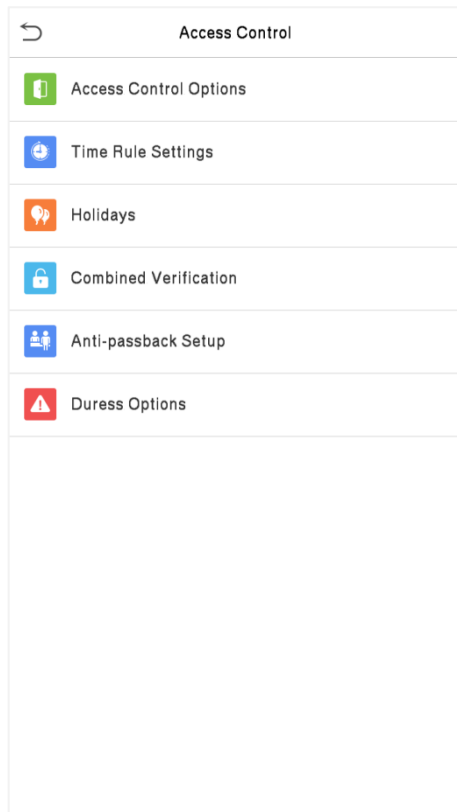 Access Control
Access Control Options
Time Rule Settings
Holidays
Combined Verification
Anti-passback Setup
Duress Options